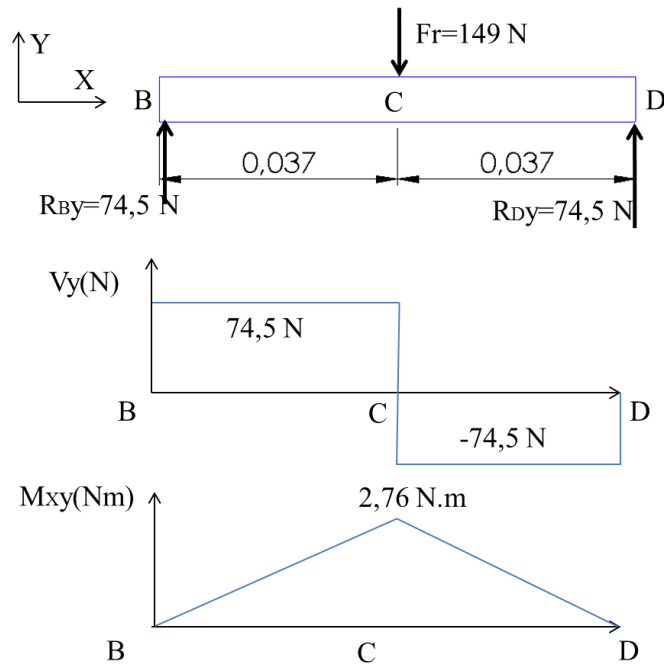 Fr=149 N
Y
X
B
C
D
0,037
0,037
RBy=74,5 N
RDy=74,5 N
Vy(N)
74,5 N
B
C
D
-74,5 N
Mxy(Nm)
2,76 N.m
B
C
D